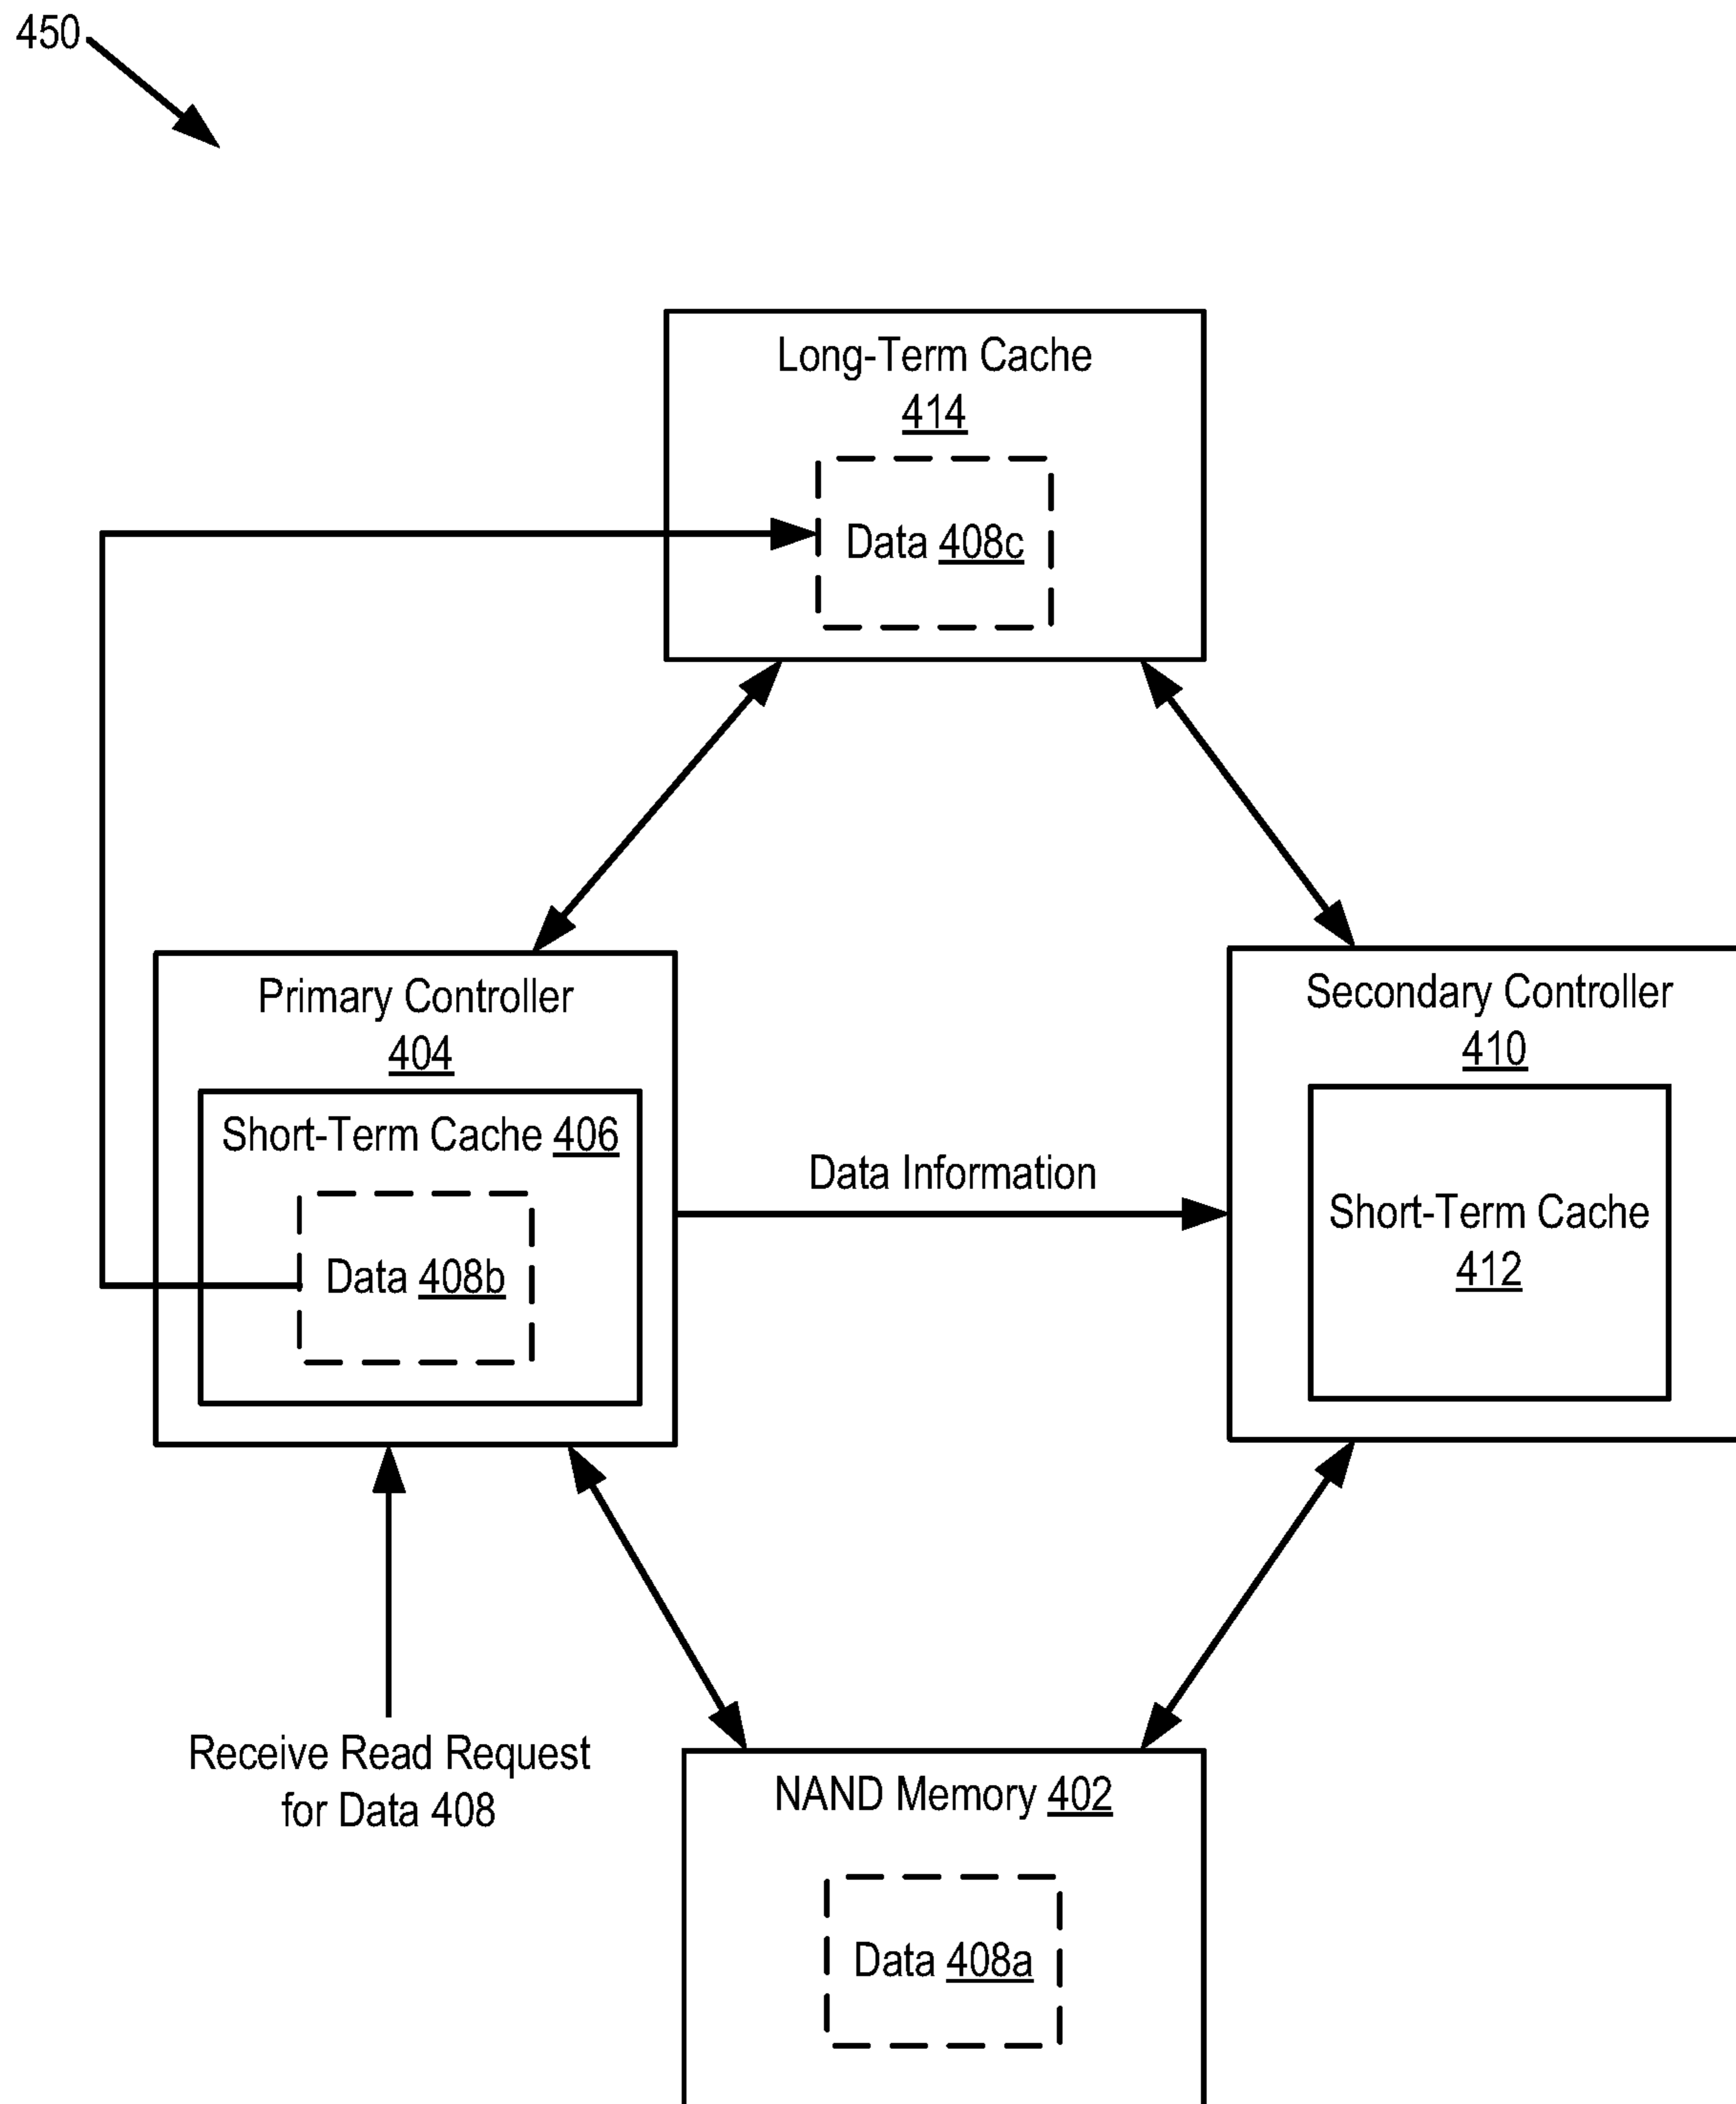 450
Long-Term Cache
414
Data 408c
Primary Controller
404
Short-Term Cache 406
Data 408b
Data Information
Secondary Controller
410
Short-Term Cache
412
Receive Read Request
for Data 408
NAND Memory 402
Data 408a